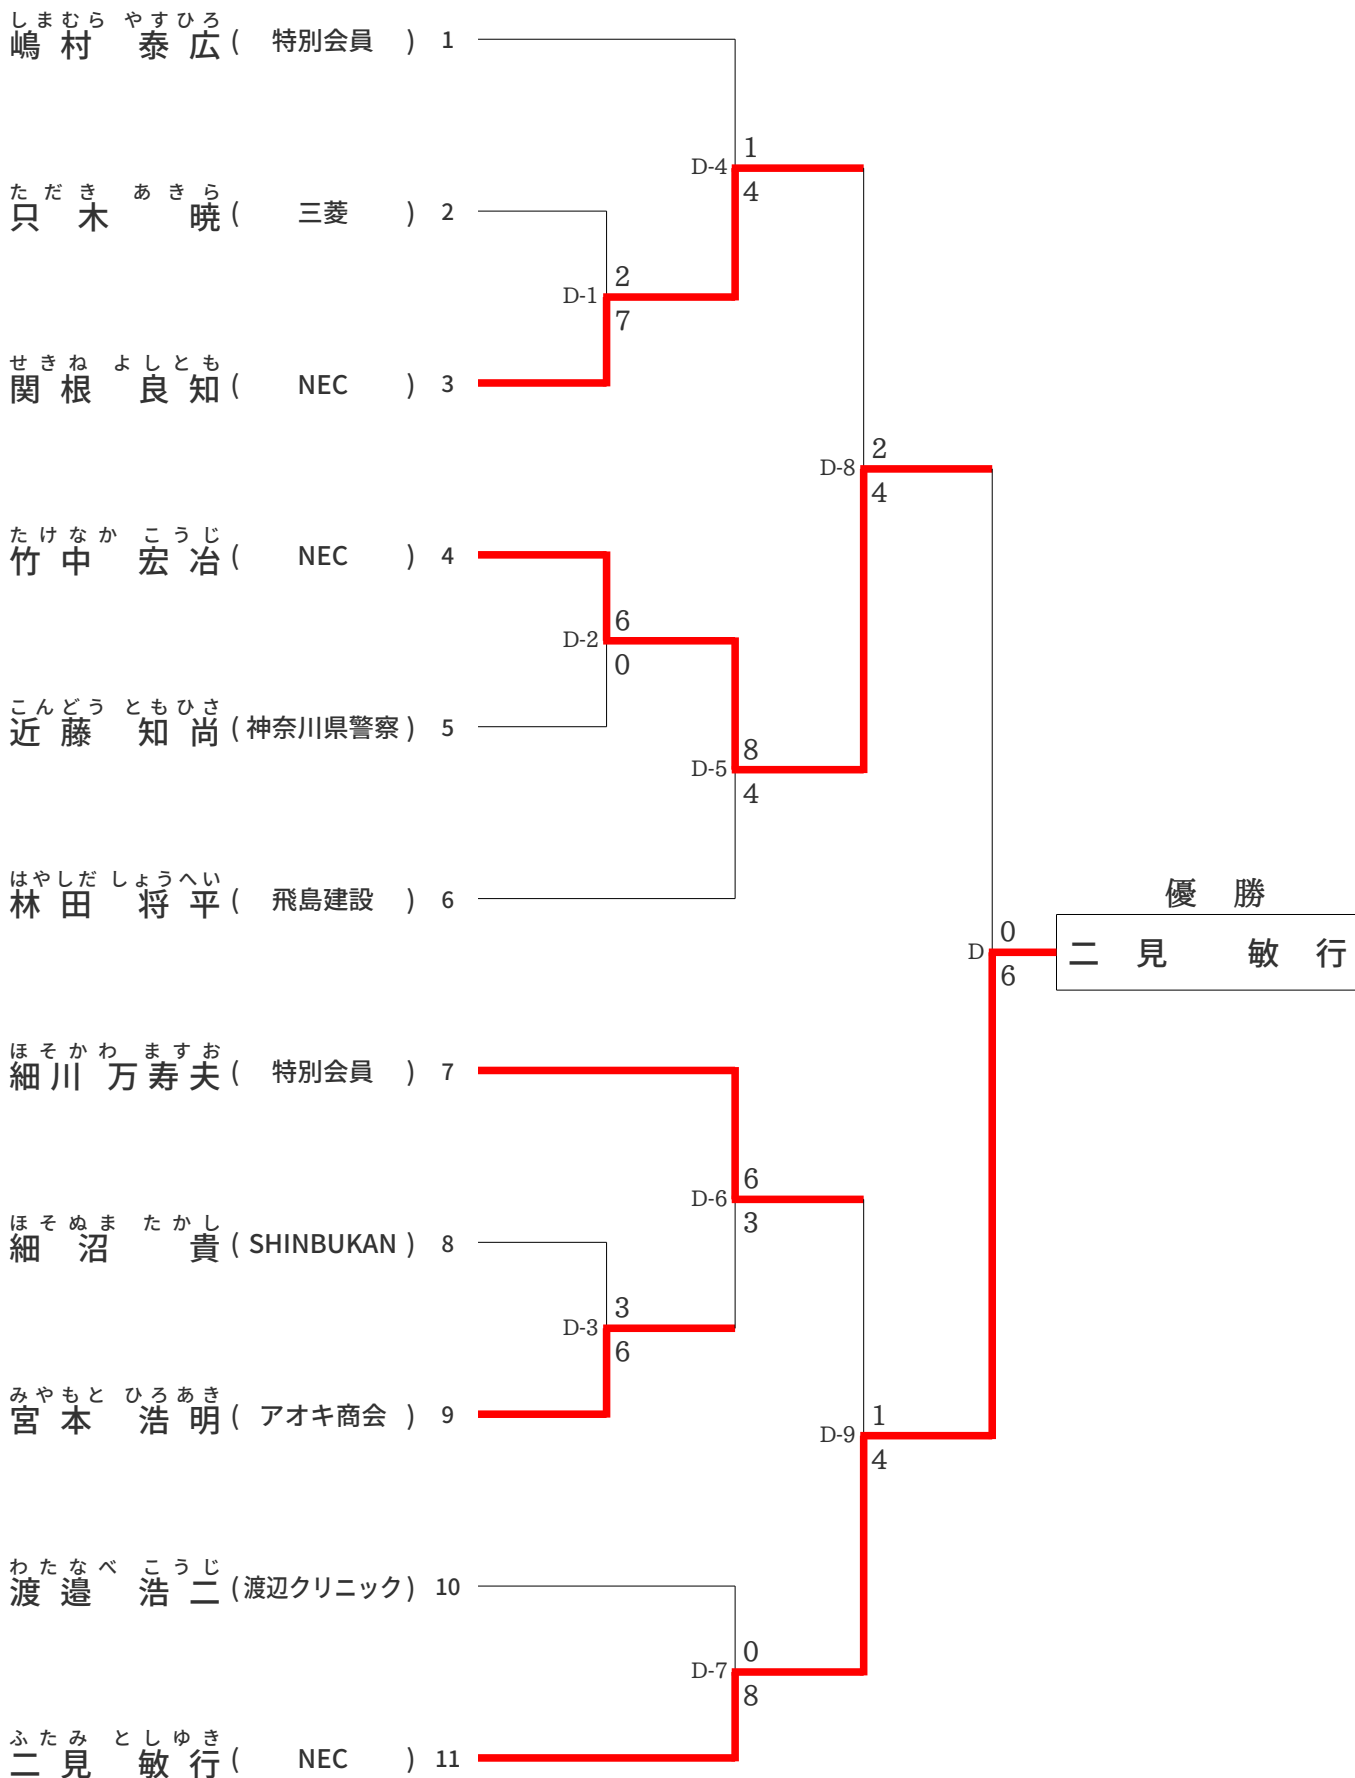 しまむら やすひろ
嶋村 泰広 ( 特別会員 ) 1
1
D-4
4
ただき あきら
只木 暁 ( 三菱 ) 2
2
D-1
7
せきね よしとも
関根 良知 ( NEC ) 3
2
D-8
4
たけなか こうじ
竹中 宏冶 ( NEC ) 4
6
D-2
0
こんどう ともひさ
近藤 知尚 ( 神奈川県警察 ) 5
8
D-5
4
はやしだ しょうへい
林田 将平 ( 飛島建設 ) 6
優 勝
0
D 二見 敏行
6
ほそかわ ますお
細川 万寿夫 ( 特別会員 ) 7
6
D-6
3
ほそぬま たかし
細沼 貴 ( SHINBUKAN ) 8
3
D-3
6
みやもと ひろあき
宮本 浩明 ( アオキ商会 ) 9
1
D-9
4
わたなべ こうじ
渡邉 浩二 ( 渡辺クリニック ) 10
0
D-7
8
ふたみ としゆき
二見 敏行 ( NEC ) 11